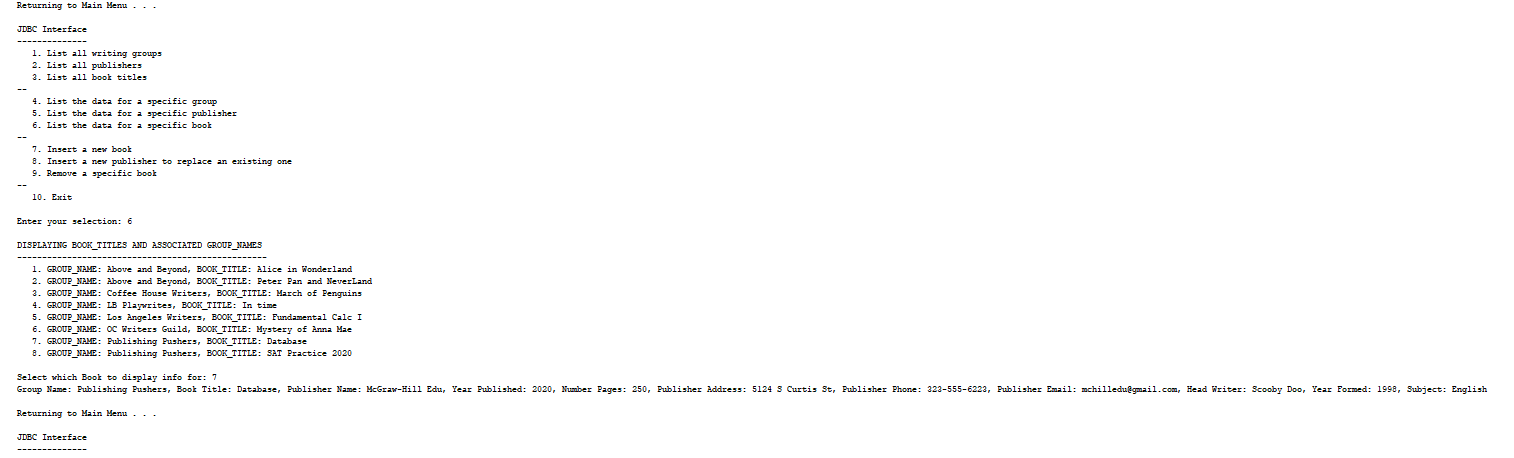 Returning to Main Menu . . .
JDBC Interface
--------------
1. List all writing groups
2. List all publishers
3. List all book titles
--
4. List the data for a specific group
5. List the data for a specific publisher
6. List the data for a specific book
--
7. Insert a new book
8. Insert a new publisher to replace an existing one
9. Remove a specific book
--
10. Exit
Enter your selection: 6
DISPLAYING BOOK_TITLES AND ASSOCIATED GROUP_NAMES
--------------------------------------------------
1. GROUP_NAME: Above and Beyond, BOOK_TITLE: Alice in Wonderland
2. GROUP_NAME: Above and Beyond, BOOK_TITLE: Peter Pan and NeverLand
3. GROUP_NAME: Coffee House Writers, BOOK_TITLE: March of Penguins
4. GROUP_NAME: LB Playwrites, BOOK_TITLE: In time
5. GROUP_NAME: Los Angeles Writers, BOOK_TITLE: Fundamental Calc I
6. GROUP_NAME: OC Writers Guild, BOOK_TITLE: Mystery of Anna Mae
7. GROUP_NAME: Publishing Pushers, BOOK_TITLE: Database
8. GROUP_NAME: Publishing Pushers, BOOK_TITLE: SAT Practice 2020
Select which Book to display info for: 7
Group Name: Publishing Pushers, Book Title: Database, Publisher Name: McGraw-Hill Edu, Year Published: 2020, Number Pages: 250, Publisher Address: 5124 S Curtis St, Publisher Phone: 323-555-6223, Publisher Email: mchilledu@gmail.com, Head Writer: Scooby Doo, Year Formed: 1998, Subject: English
Returning to Main Menu . . .
JDBC Interface
--------------